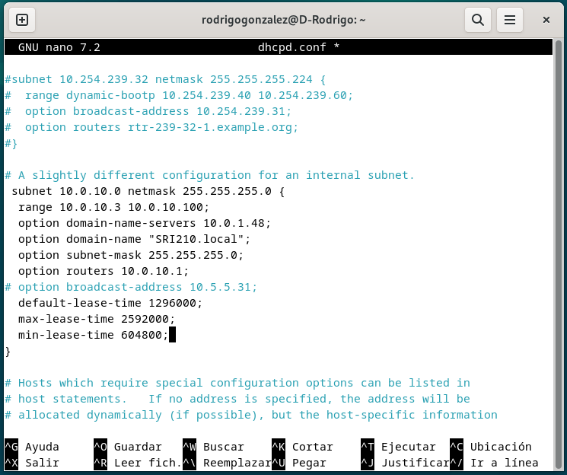 rodrigogonzalez@D-Rodrigo: ~
GNU nano 7.2 dhcpd.conf *
#subnet 10.254.239.32 netmask 255.255.255.224 {
#  range dynamic-bootp 10.254.239.40 10.254.239.60;
#  option broadcast-address 10.254.239.31;
#  option routers rtr-239-32-1.example.org;
#}
# A slightly different configuration for an internal subnet.
 subnet 10.0.10.0 netmask 255.255.255.0 {
  range 10.0.10.3 10.0.10.100;
  option domain-name-servers 10.0.1.48;
  option domain-name "SRI210.local";
  option subnet-mask 255.255.255.0;
  option routers 10.0.10.1;
# option broadcast-address 10.5.5.31;
  default-lease-time 1296000;
  max-lease-time 2592000;
  min-lease-time 604800;
}
# Hosts which require special configuration options can be listed in
# host statements.   If no address is specified, the address will be
# allocated dynamically (if possible), but the host-specific information
^G Ayuda ^O Guardar ^W Buscar ^K Cortar ^T Ejecutar ^C Ubicación
^X Salir ^R Leer fich. ^\ Reemplazar ^U Pegar ^J Justificar ^/ Ir a línea